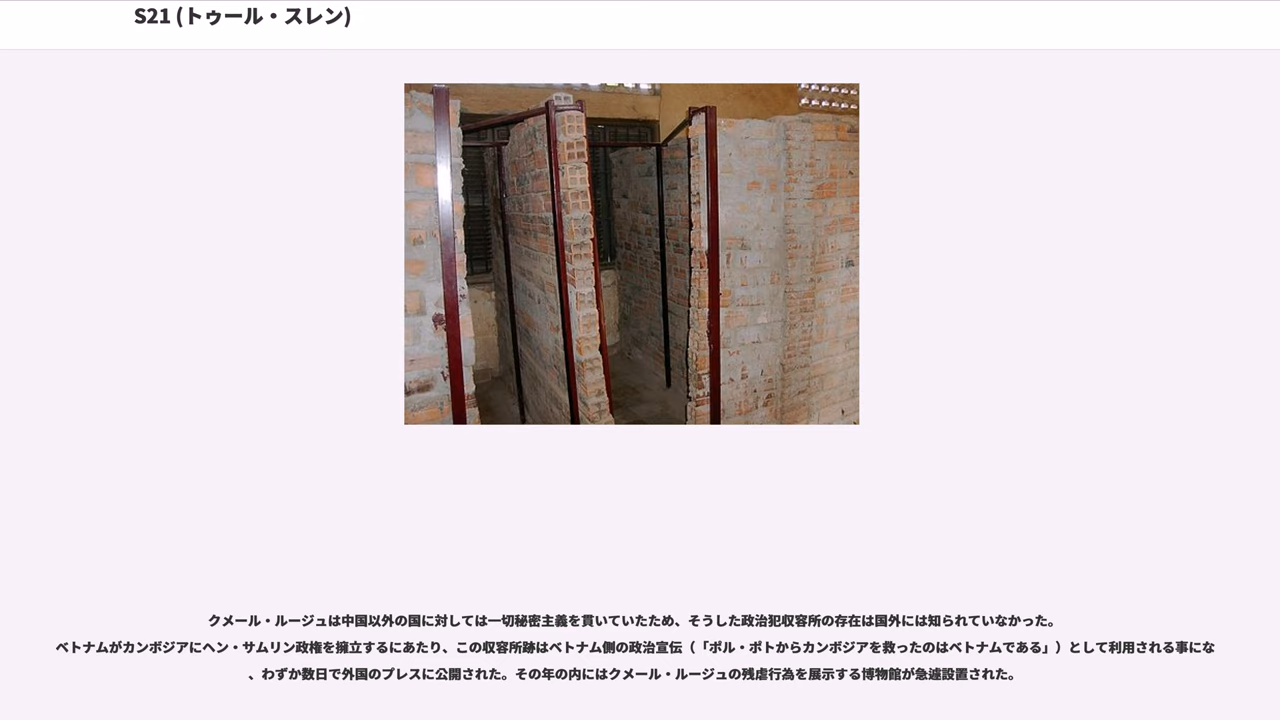 S21 (トゥール・スレン)
クメール・ルージュは中国以外の国に対しては一切秘密主義を貫いていたため、そうした政治犯収容所の存在は国外には知られていなかった。
ベトナムがカンボジアにヘン・サムリン政権を擁立するにあたり、この収容所跡はベトナム側の政治宣伝（「ポル・ポトからカンボジアを救ったのはベトナムである」）として利用される事にな
、わずか数日で外国のプレスに公開された。その年の内にはクメール・ルージュの残虐行為を展示する博物館が急遽設置された。